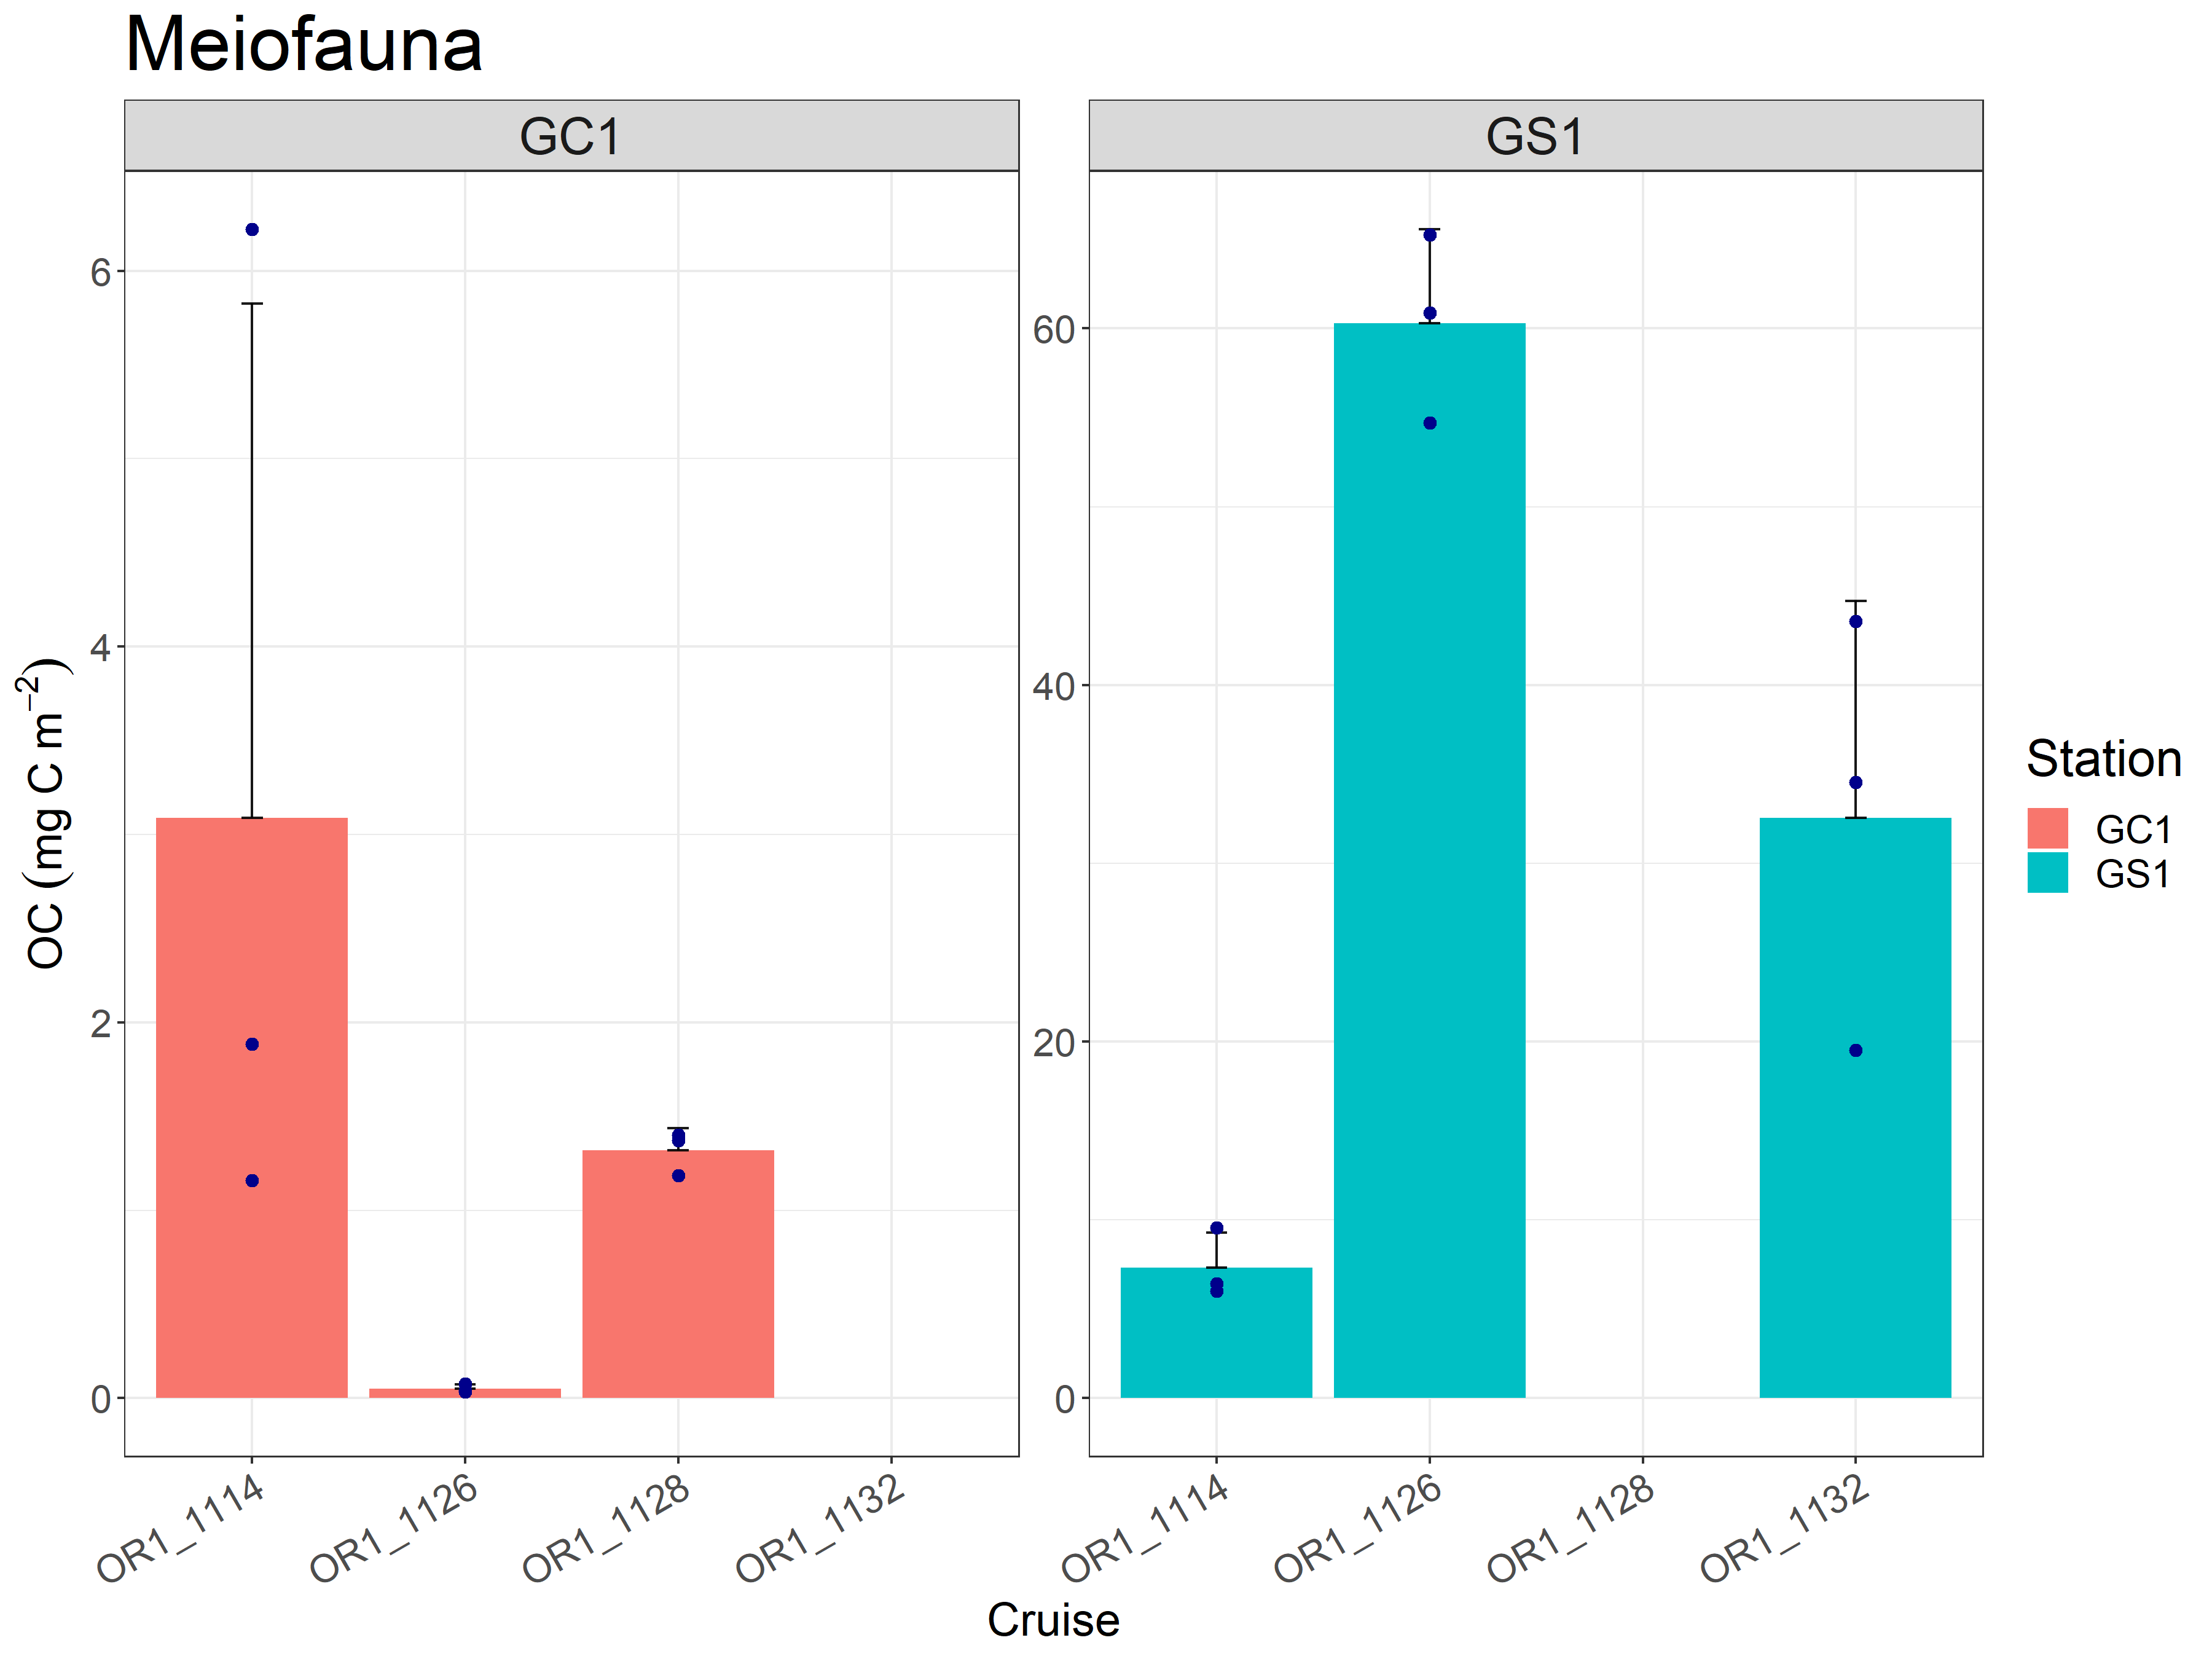 Meiofauna
GC1
GS1
OC (mg C m⁻²)
6
4
2
0
60
40
20
0
OR1_1114
OR1_1126
OR1_1128
OR1_1132
OR1_1114
OR1_1126
OR1_1128
OR1_1132
Cruise
Station
GC1
GS1